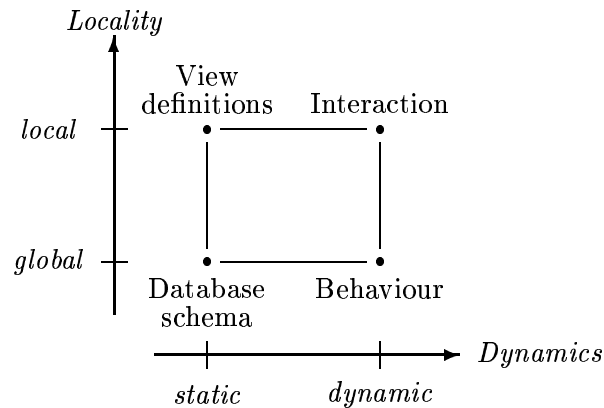 Locality
View
definitions
Interaction
local
global
Database
schema
Behaviour
Dynamics
static
dynamic